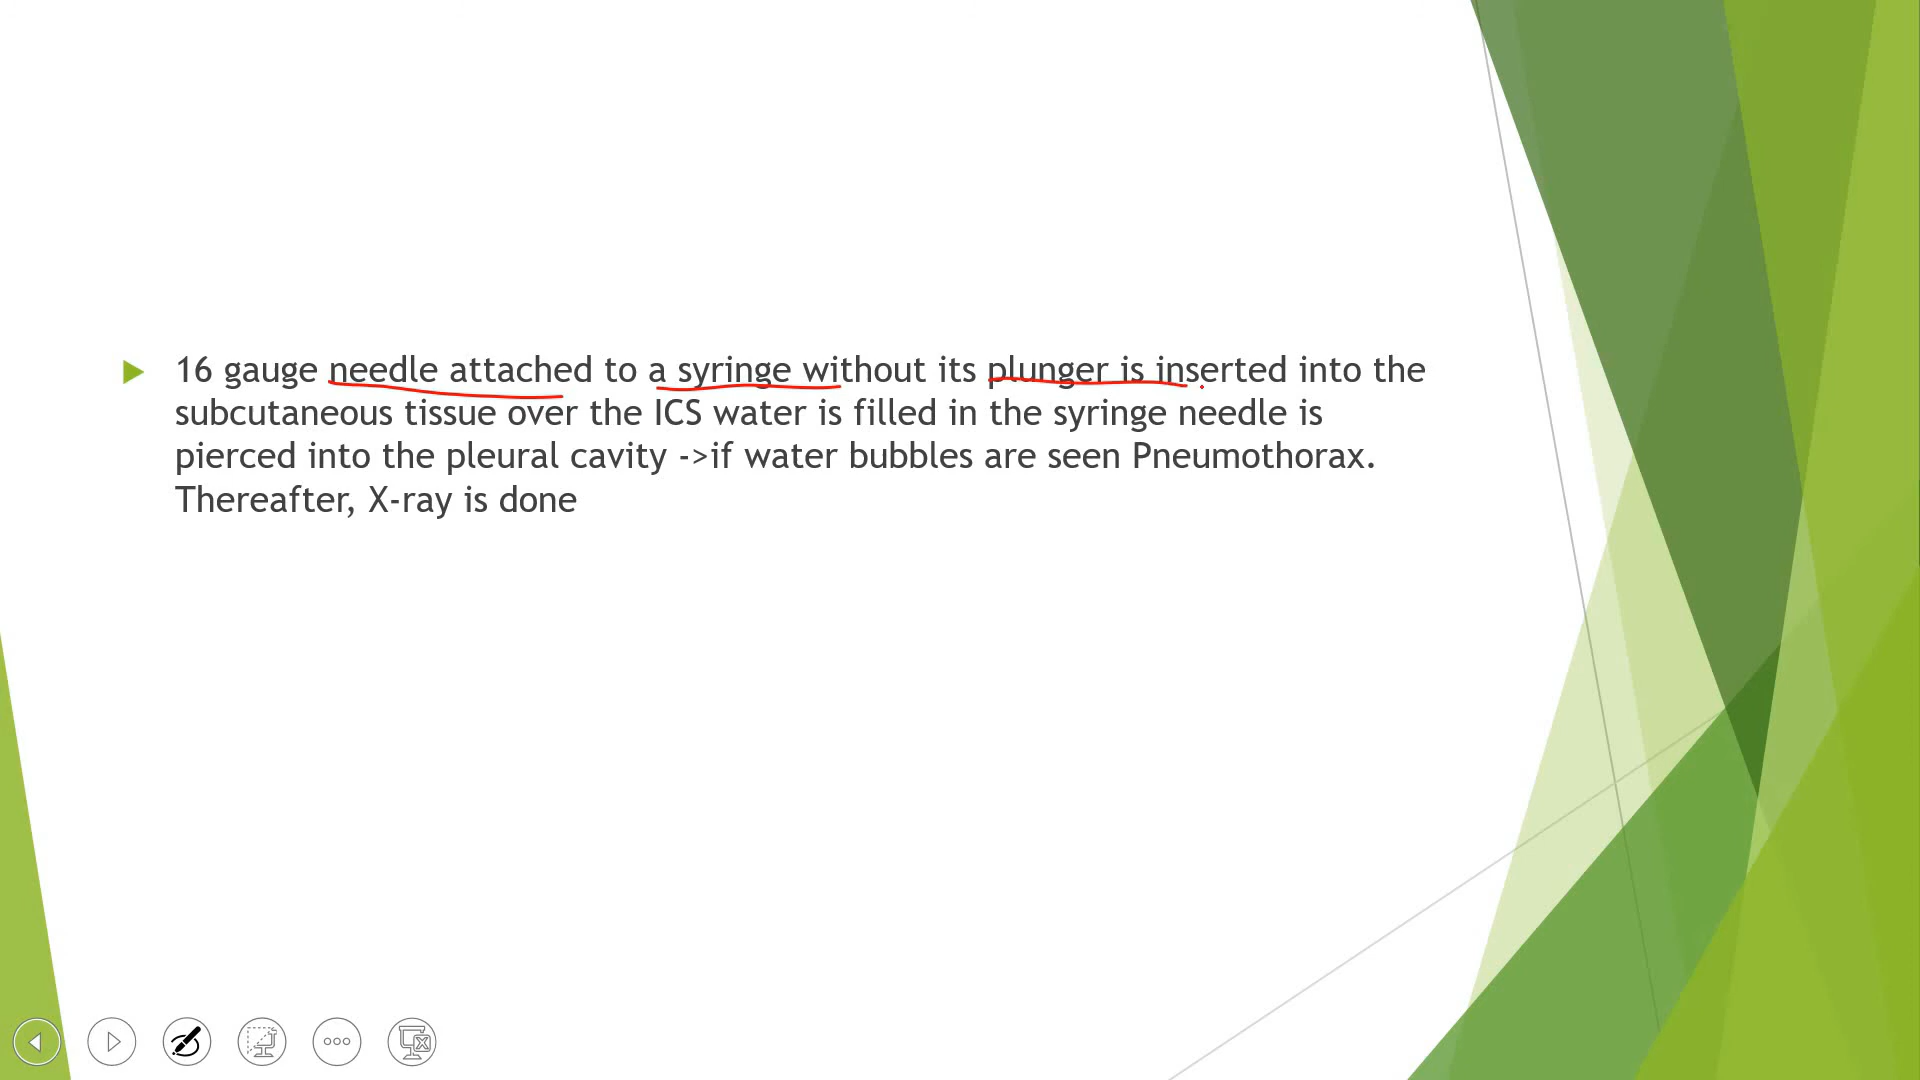 16 gauge needle attached to a syringe without its plunger is inserted into the
subcutaneous tissue over the ICS water is filled in the syringe needle is
pierced into the pleural cavity ->if water bubbles are seen Pneumothorax.
Thereafter, X-ray is done